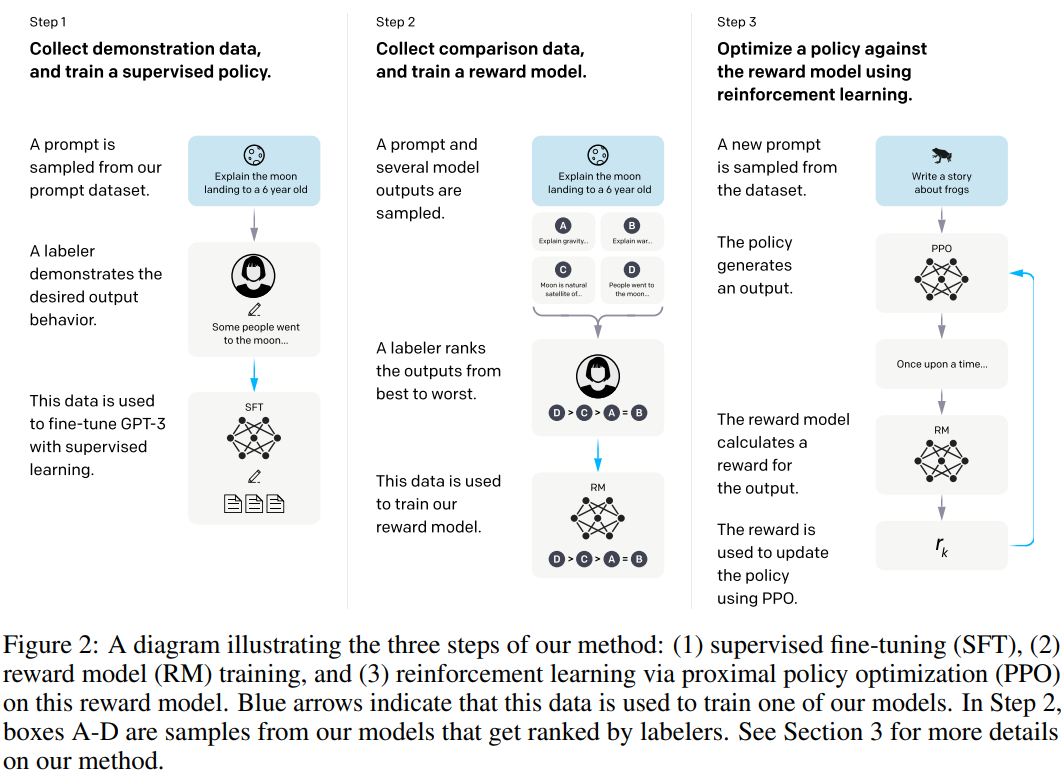 Step 1
Collect demonstration data,
and train a supervised policy.
A prompt is
sampled from our
prompt dataset.
Explain the moon
landing to a 6 year old
A labeler
demonstrates the
desired output
behavior.
Some people went
to the moon...
This data is used
to fine-tune GPT-3
with supervised
learning.
SFT
Step 2
Collect comparison data,
and train a reward model.
A prompt and
several model
outputs are
sampled.
Explain the moon
landing to a 6 year old
A
Explain gravity...
B
Explain war...
C
Moon is natural
satellite of...
D
People went to
the moon...
A labeler ranks
the outputs from
best to worst.
D > C > A = B
This data is used
to train our
reward model.
RM
D > C > A = B
Step 3
Optimize a policy against
the reward model using
reinforcement learning.
A new prompt
is sampled from
the dataset.
Write a story
about frogs
The policy
generates
an output.
PPO
Once upon a time...
The reward model
calculates a
reward for
the output.
RM
The reward is
used to update
the policy
using PPO.
rk
Figure 2: A diagram illustrating the three steps of our method: (1) supervised fine-tuning (SFT), (2)
reward model (RM) training, and (3) reinforcement learning via proximal policy optimization (PPO)
on this reward model. Blue arrows indicate that this data is used to train one of our models. In Step 2,
boxes A-D are samples from our models that get ranked by labelers. See Section 3 for more details
on our method.